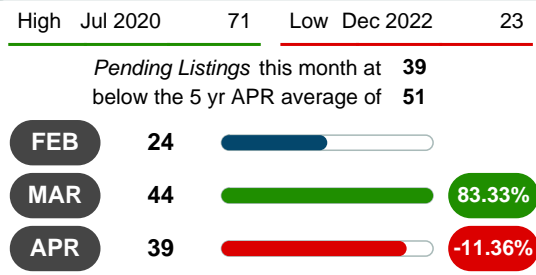 High Jul 2020 71 Low Dec 2022 23
Pending Listings this month at 39
below the 5 yr APR average of 51
FEB 24
MAR 44 83.33%
APR 39 -11.36%